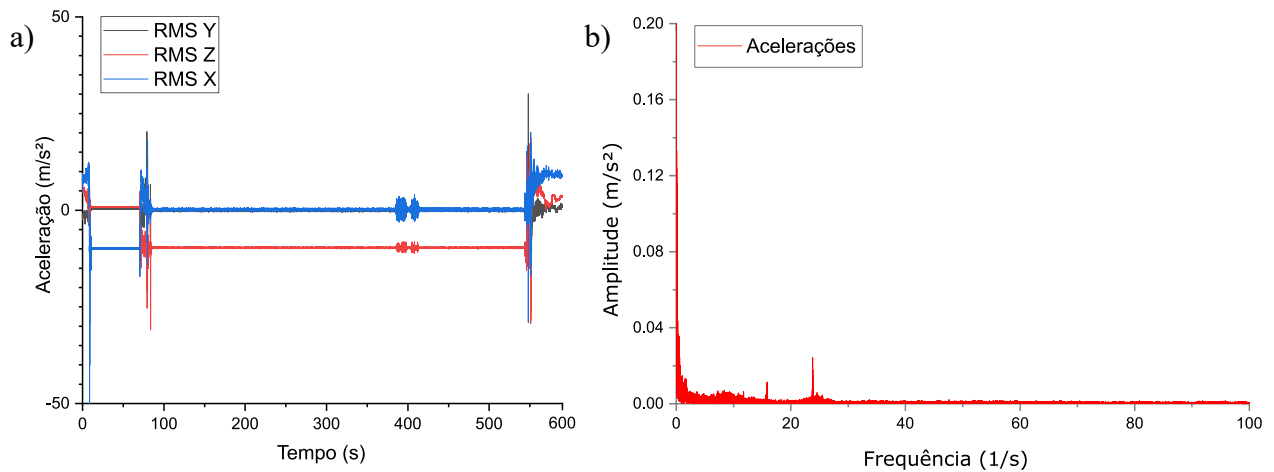 a)
RMS Y
RMS Z
RMS X
50
0
-50
Aceleração (m/s²)
0
100
200
300
400
500
600
Tempo (s)
b)
Acelerações
0.20
0.16
0.12
0.08
0.04
0.00
Amplitude (m/s²)
0
20
40
60
80
100
Frequência (1/s)